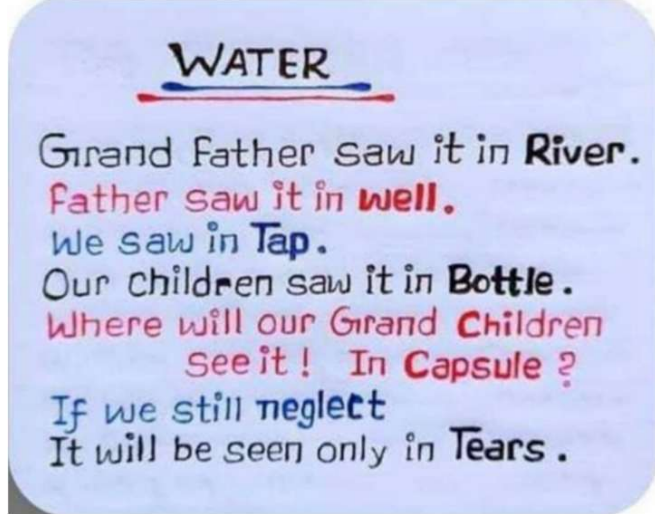 WATER
Grand Father saw it in River.
Father saw it in well.
We saw in Tap.
Our Children saw it in Bottle.
Where will our Grand Children
See it! In Capsule?
If we still neglect
It will be seen only in Tears.